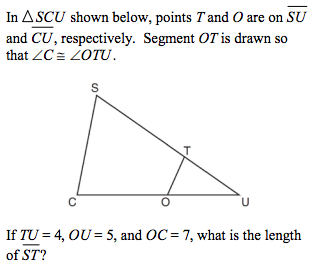 In △SCU shown below, points T and O are on SU
and CU, respectively. Segment OT is drawn so
that ∠C ≅ ∠OTU.
S
T
C
O
U
If TU = 4, OU = 5, and OC = 7, what is the length
of ST?